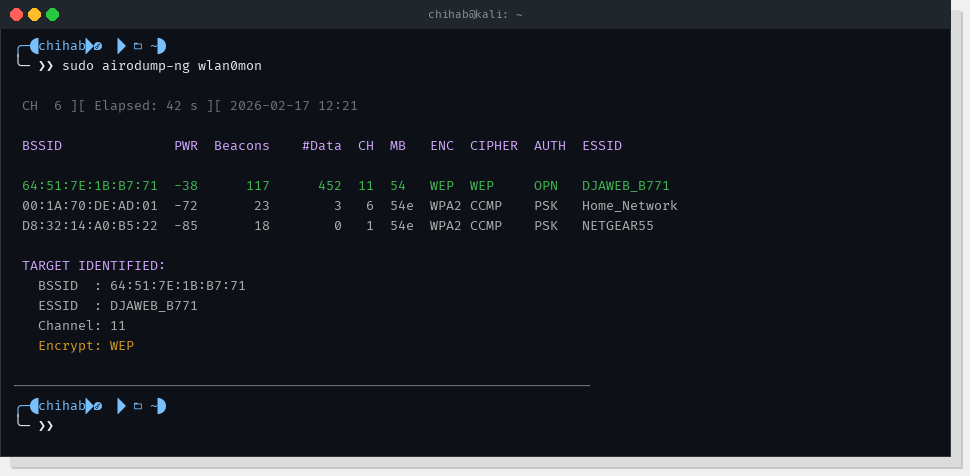 chihab@kali: ~
chihab ~
❯❯ sudo airodump-ng wlan0mon
CH  6 ][ Elapsed: 42 s ][ 2026-02-17 12:21
BSSID              PWR  Beacons    #Data  CH  MB   ENC  CIPHER  AUTH  ESSID
64:51:7E:1B:B7:71  -38      117      452  11  54   WEP  WEP     OPN   DJAWEB_B771
00:1A:70:DE:AD:01  -72       23        3   6  54e  WPA2 CCMP    PSK   Home_Network
D8:32:14:A0:B5:22  -85       18        0   1  54e  WPA2 CCMP    PSK   NETGEAR55
TARGET IDENTIFIED:
BSSID  : 64:51:7E:1B:B7:71
ESSID  : DJAWEB_B771
Channel: 11
Encrypt: WEP
chihab ~
❯❯